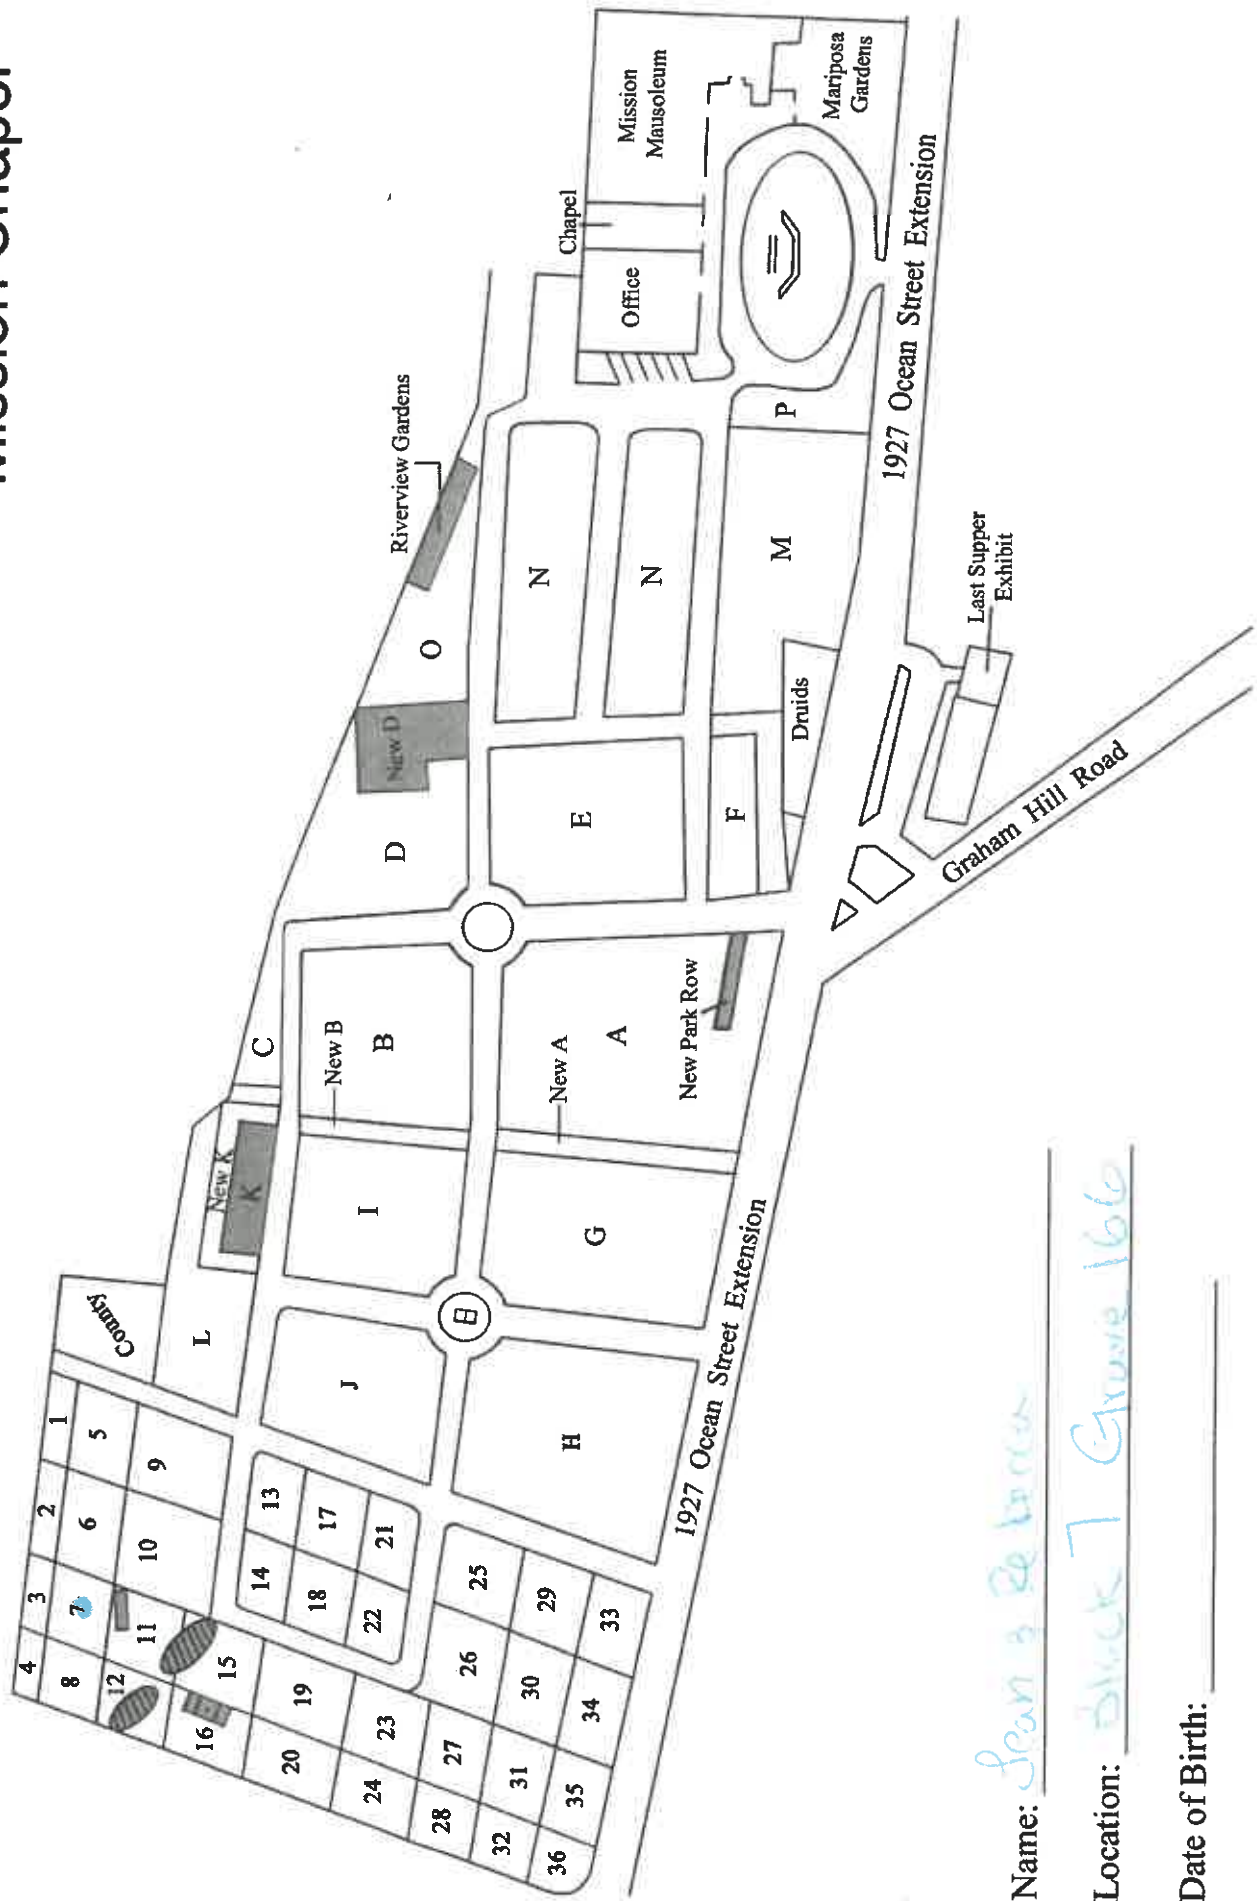 Mission Chapel
Riverview Gardens
Chapel
Mission
Mausoleum
Office
Mariposa
Gardens
County
New K
K
C
New D
O
L
New B
D
N
I
B
J
E
N
P
M
New A
A
New Park Row
F
Druids
G
H
1 2 3 4
5 6 7 8
9 10 11 12
13 14 15 16
17 18 19 20
21 22 23 24
25 26 27 28
29 30 31 32
33 34 35 36
1927 Ocean Street Extension
1927 Ocean Street Extension
Last Supper
Exhibit
Graham Hill Road
Name: Jean
Location: Block 7 Grave 166
Date of Birth: